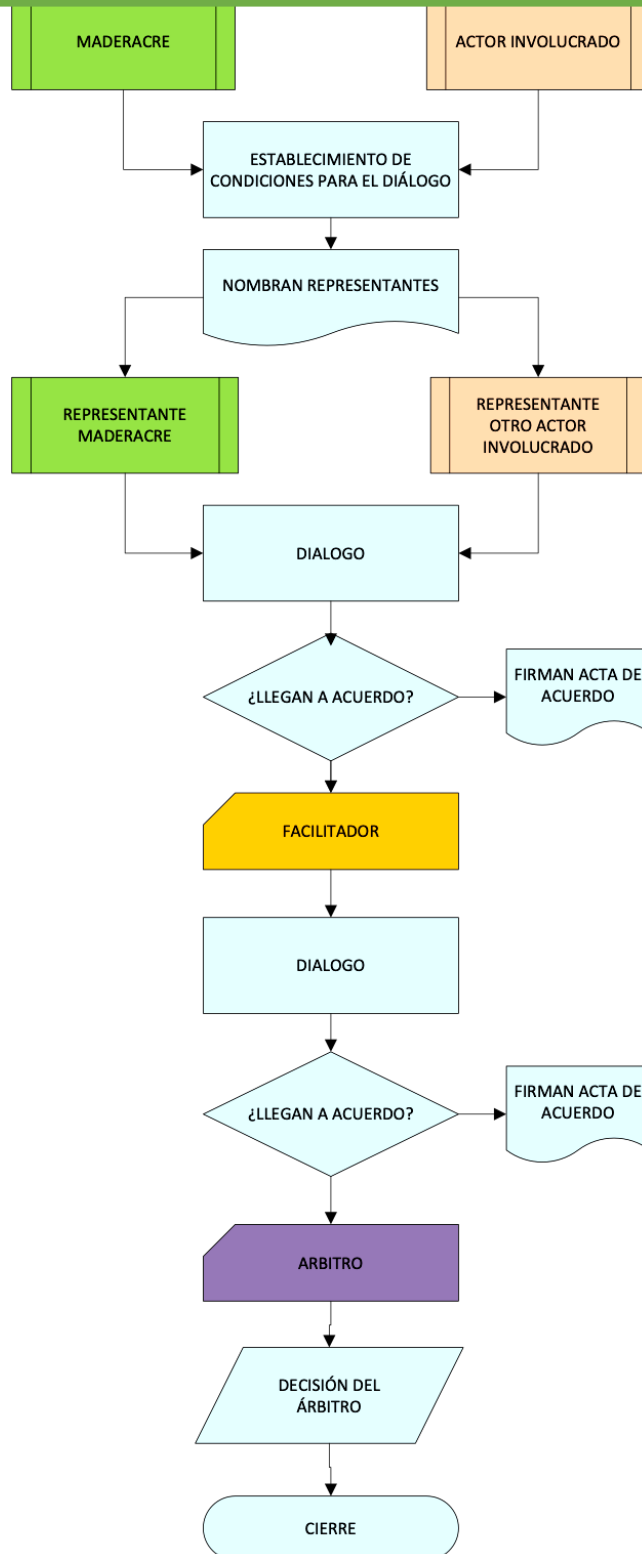 MADERACRE
ACTOR INVOLUCRADO
ESTABLECIMIENTO DE
CONDICIONES PARA EL DIÁLOGO
NOMBRAN REPRESENTANTES
REPRESENTANTE
MADERACRE
REPRESENTANTE
OTRO ACTOR
INVOLUCRADO
DIALOGO
¿LLEGAN A ACUERDO?
FIRMAN ACTA DE
ACUERDO
FACILITADOR
DIALOGO
¿LLEGAN A ACUERDO?
FIRMAN ACTA DE
ACUERDO
ARBITRO
DECISIÓN DEL
ÁRBITRO
CIERRE